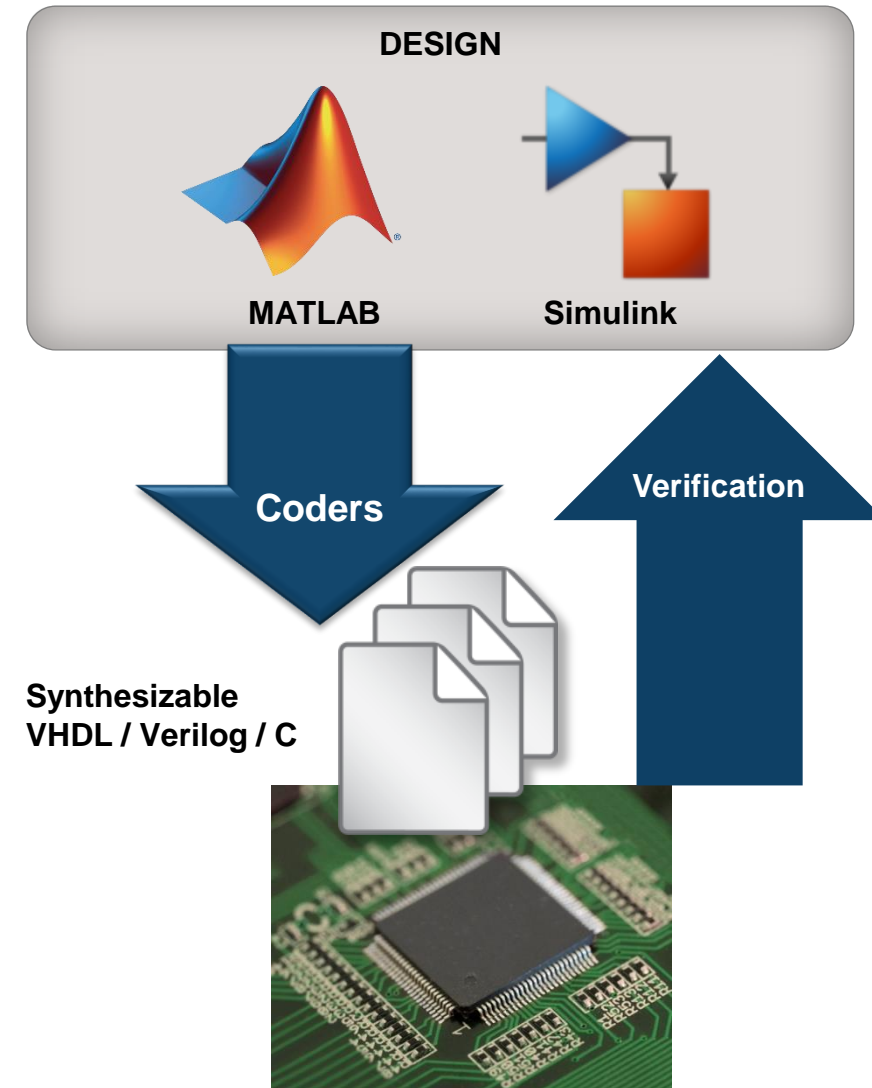 DESIGN
®
MATLAB
Simulink
Coders
Verification
Synthesizable
VHDL / Verilog / C